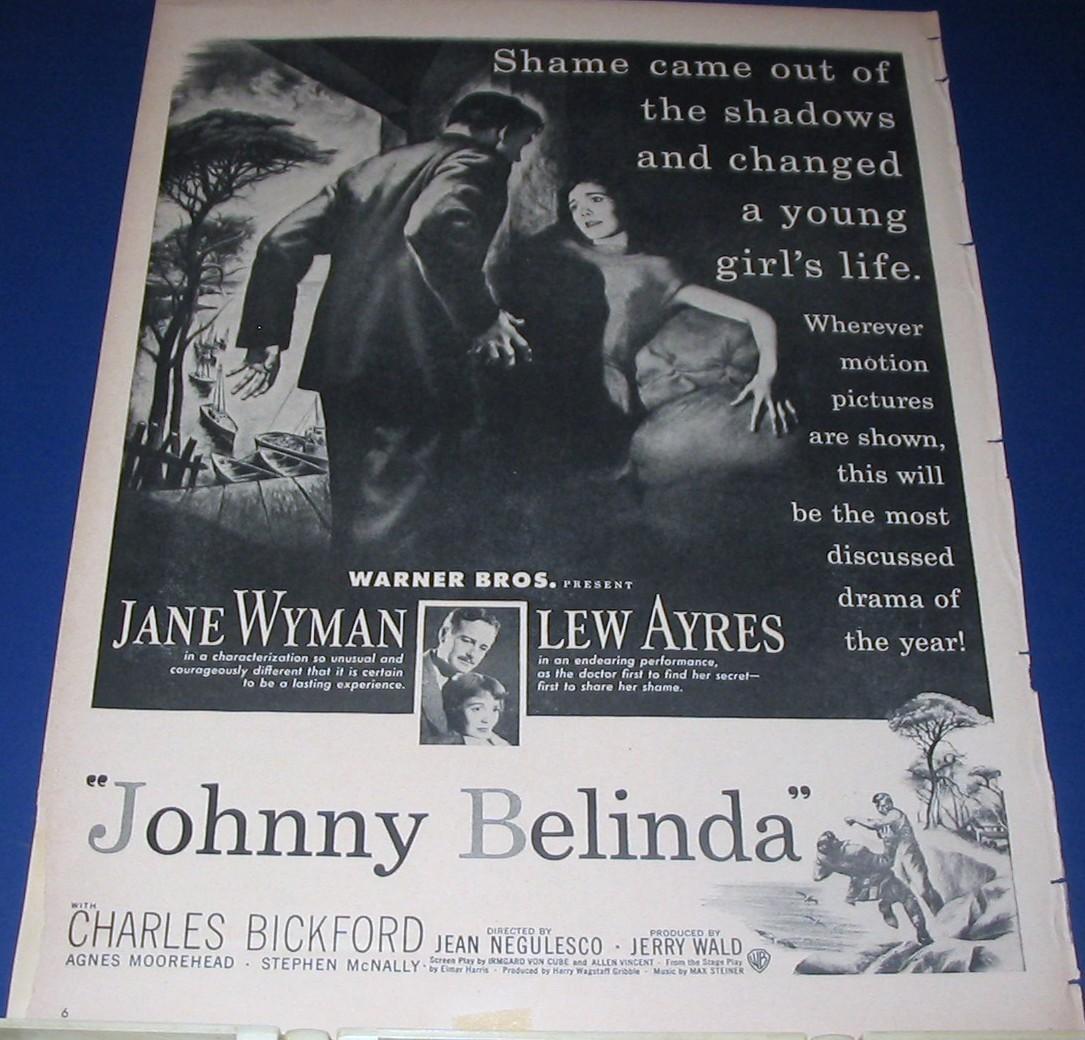 Shame came out of
the shadows
and changed
a young
girl's life.
Wherever
motion
pictures
are shown,
this will
be the most
discussed
drama of
the year!
WARNER BROS. PRESENT
JANE WYMAN
in a characterization so unusual and
courageously different that it is certain
to be a lasting experience.
LEW AYRES
in an endearing performance,
as the doctor first to find her secret—
first to share her shame.
"Johnny Belinda"
WITH
CHARLES BICKFORD
AGNES MOOREHEAD · STEPHEN McNALLY ·
DIRECTED BY
JEAN NEGULESCO ·
PRODUCED BY
JERRY WALD
Screen Play by IRMGARD VON CUBE and ALLEN VINCENT · From the Stage Play
by Elmer Harris · Produced by Harry Wagstaff Gribble · Music by MAX STEINER
WB
6